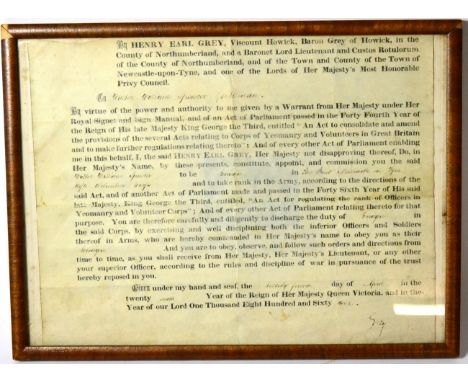 By HENRY EARL GREY, Viscount Howick, Baron Grey of Howick, in the
County of Northumberland, and a Baronet Lord Lieutenant and Custos Rotulorum
of the County of Northumberland, and of the Town and County of the Town of
Newcastle-upon-Tyne, and one of the Lords of Her Majesty's Most Honorable
Privy Council.
To Walter
By virtue of the power and authority to me given by a Warrant from Her Majesty under Her
Royal Signet and Sign Manual, and of an Act of Parliament passed in the Forty Fourth Year of
the Reign of His late Majesty King George the Third, entitled "An Act to consolidate and amend
the provisions of the several Acts relating to Corps of Yeomanry and Volunteers in Great Britain
and to make further regulations relating thereto": And of every other Act of Parliament enabling
me in this behalf, I, the said HENRY EARL GREY, Her Majesty not disapproving thereof, Do, in
Her Majesty's Name, by these presents, constitute, appoint, and commission you the said
to be
and to take rank in the Army, according to the directions of the
said Act, and of another Act of Parliament made and passed in the Forty Sixth Year of His said
late Majesty, King George the Third, entitled, "An Act for regulating the rank of Officers in
Yeomanry and Volunteer Corps": And of every other Act of Parliament relating thereto for that
purpose. You are therefore carefully and diligently to discharge the duty of Ensign in
the said Corps, by exercising and well disciplining both the inferior Officers and Soldiers
thereof in Arms, who are hereby commanded in Her Majesty's name to obey you as their
And you are to obey, observe, and follow such orders and directions from
time to time, as you shall receive from Her Majesty, Her Majesty's Lieutenant, or any other
your superior Officer, according to the rules and discipline of war in pursuance of the trust
hereby reposed in you.
Given under my hand and seal, the twenty day of April in the
twenty Year of the Reign of Her Majesty Queen Victoria, and in the
Year of our Lord One Thousand Eight Hundred and Sixty
Grey